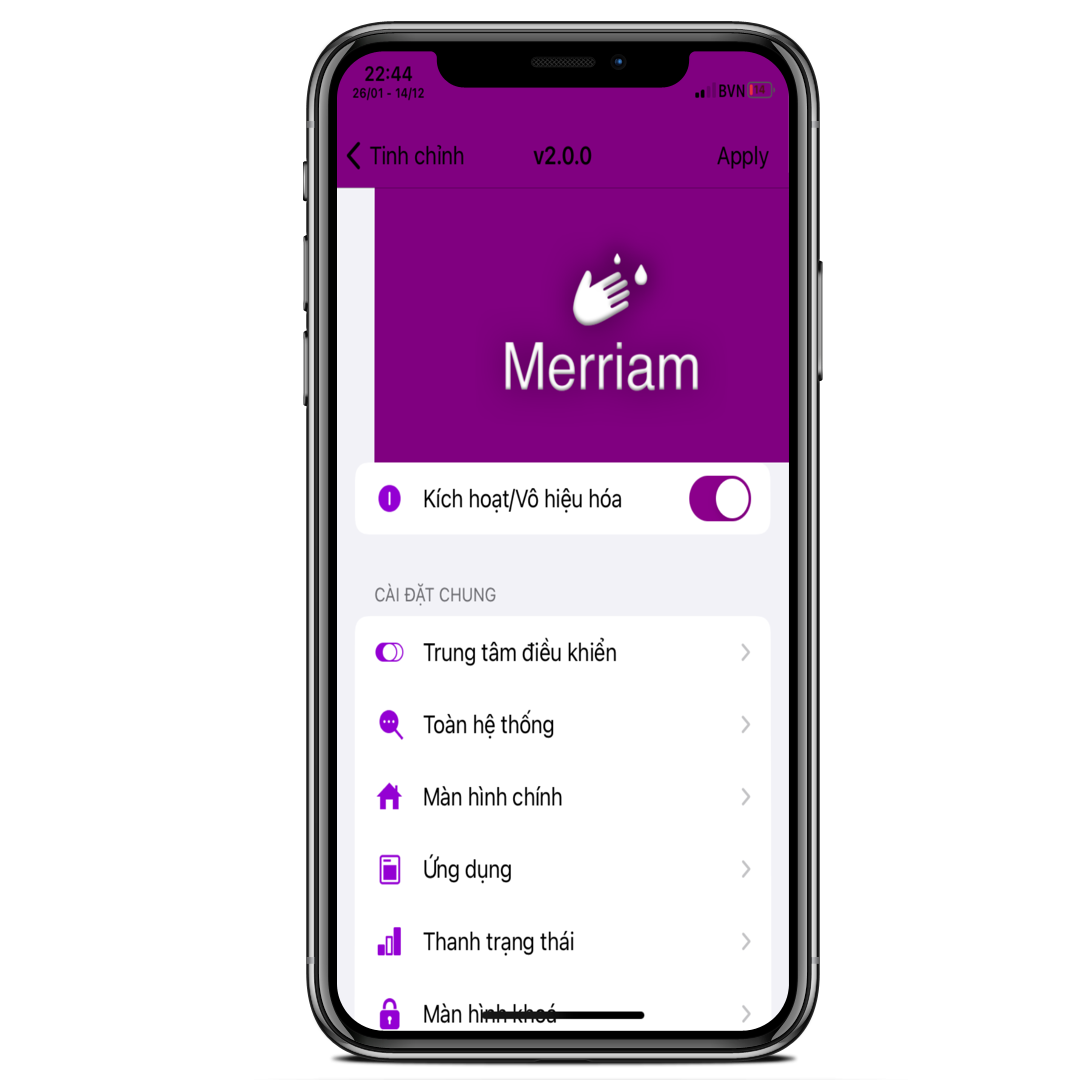 22:44
26/01 - 14/12
BVN 14
Tinh chỉnh v2.0.0 Apply
Merriam
Kích hoạt/Vô hiệu hóa
CÀI ĐẶT CHUNG
Trung tâm điều khiển
Toàn hệ thống
Màn hình chính
Ứng dụng
Thanh trạng thái
Màn hình khoá